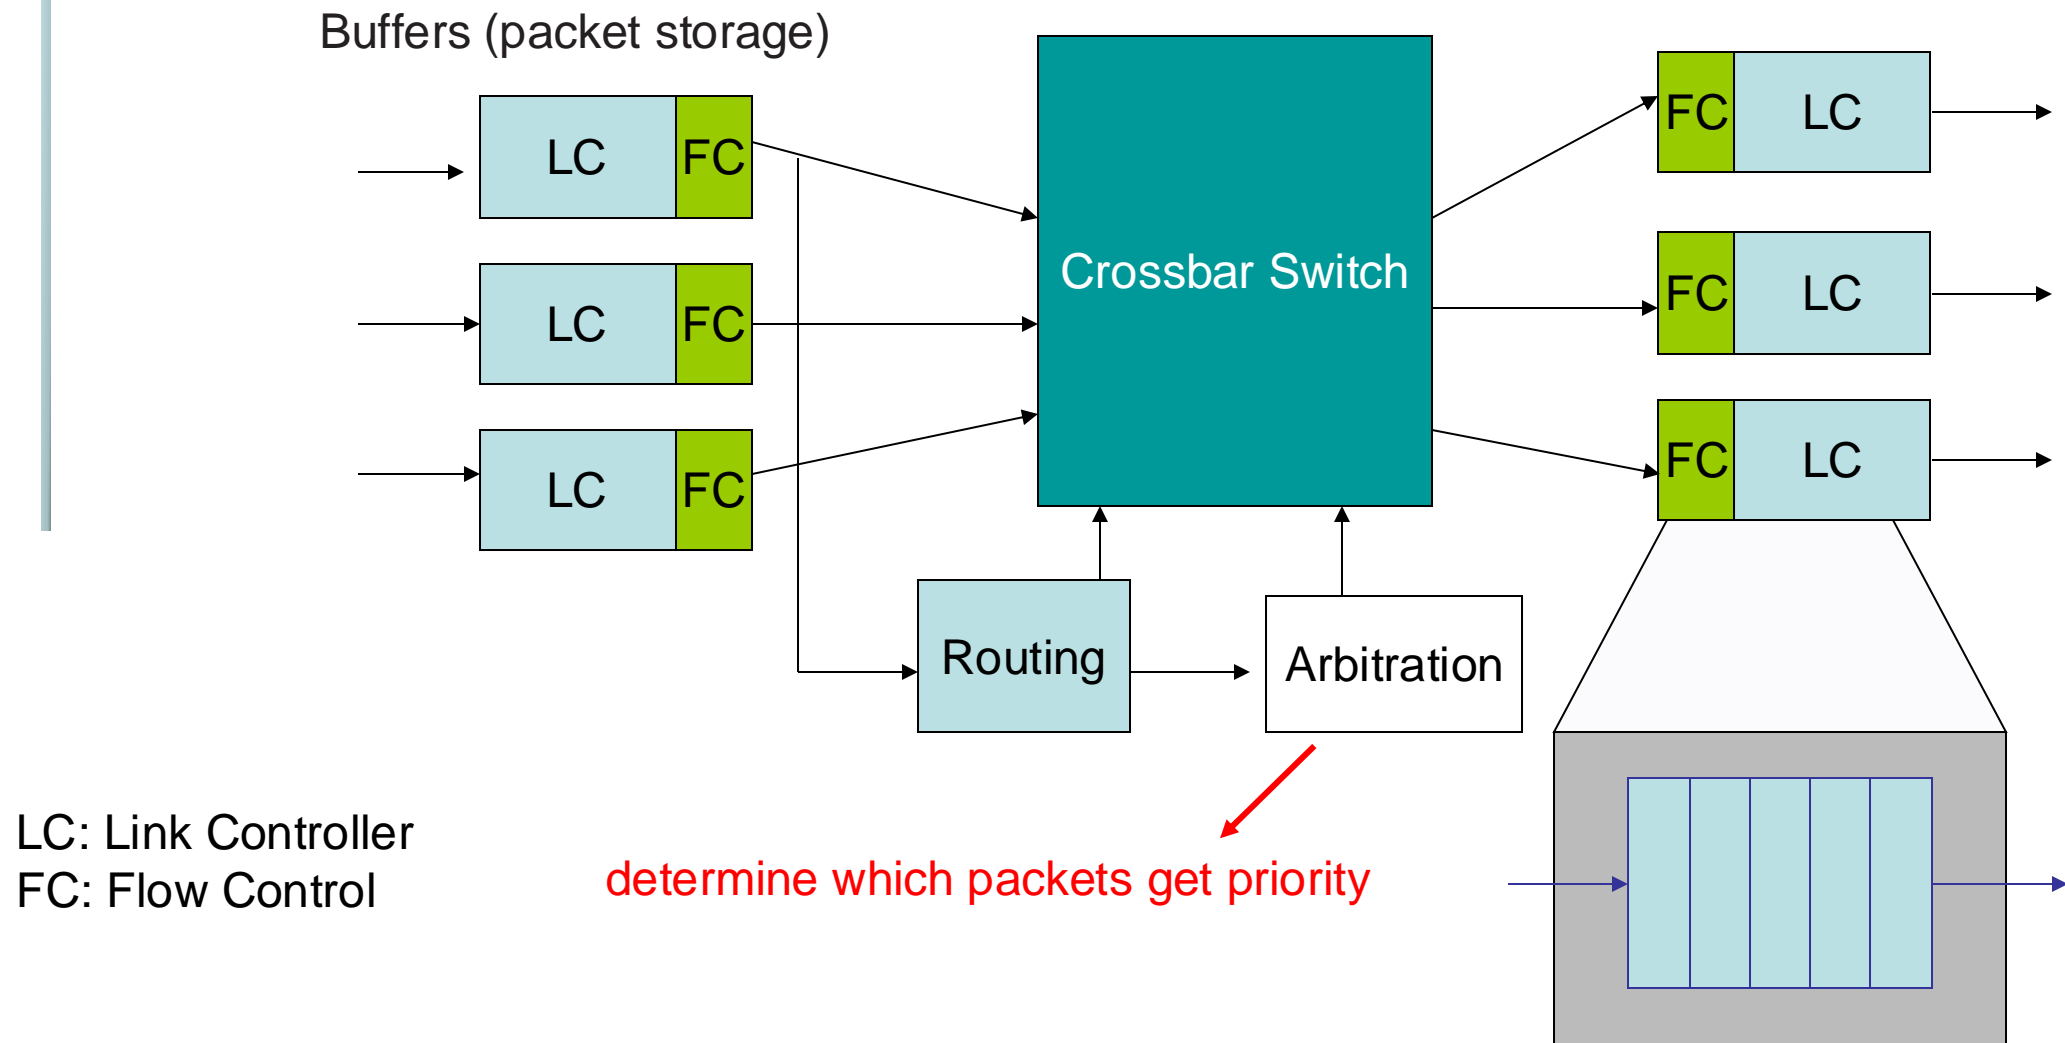 Buffers (packet storage)
LC FC
LC FC
LC FC
Crossbar Switch
FC LC
FC LC
FC LC
Routing
Arbitration
LC: Link Controller
FC: Flow Control
determine which packets get priority